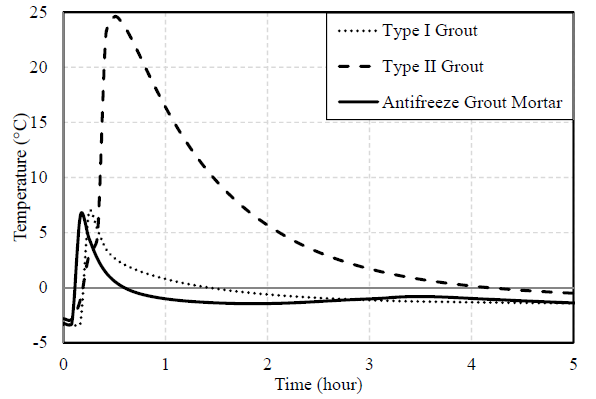 25
20
15
10
5
0
-5
Temperature (°C)
Type I Grout
Type II Grout
Antifreeze Grout Mortar
0 1 2 3 4 5
Time (hour)